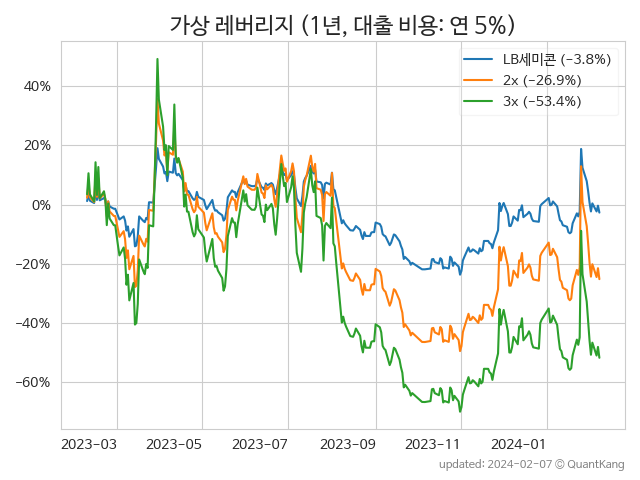 가상 레버리지 (1년, 대출 비용: 연 5%)
LB세미콘 (−3.8%)
2x (−26.9%)
3x (−53.4%)
40%
20%
0%
−20%
−40%
−60%
2023-03 2023-05 2023-07 2023-09 2023-11 2024-01
updated: 2024-02-07 © QuantKang